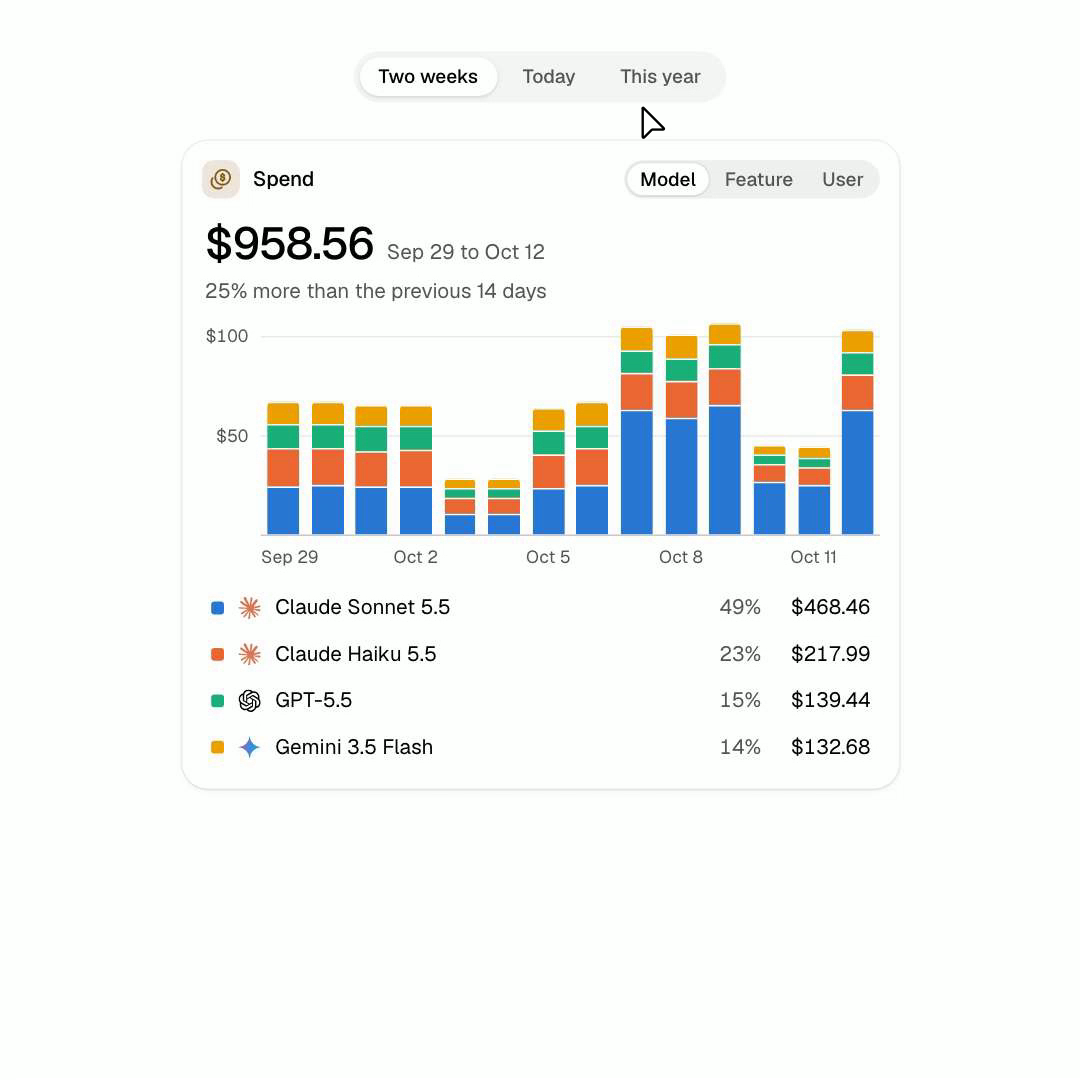 Two weeks Today This year
Spend Model Feature User
$958.56 Sep 29 to Oct 12
25% more than the previous 14 days
$100
$50
Sep 29 Oct 2 Oct 5 Oct 8 Oct 11
Claude Sonnet 5.5 49% $468.46
Claude Haiku 5.5 23% $217.99
GPT-5.5 15% $139.44
Gemini 3.5 Flash 14% $132.68